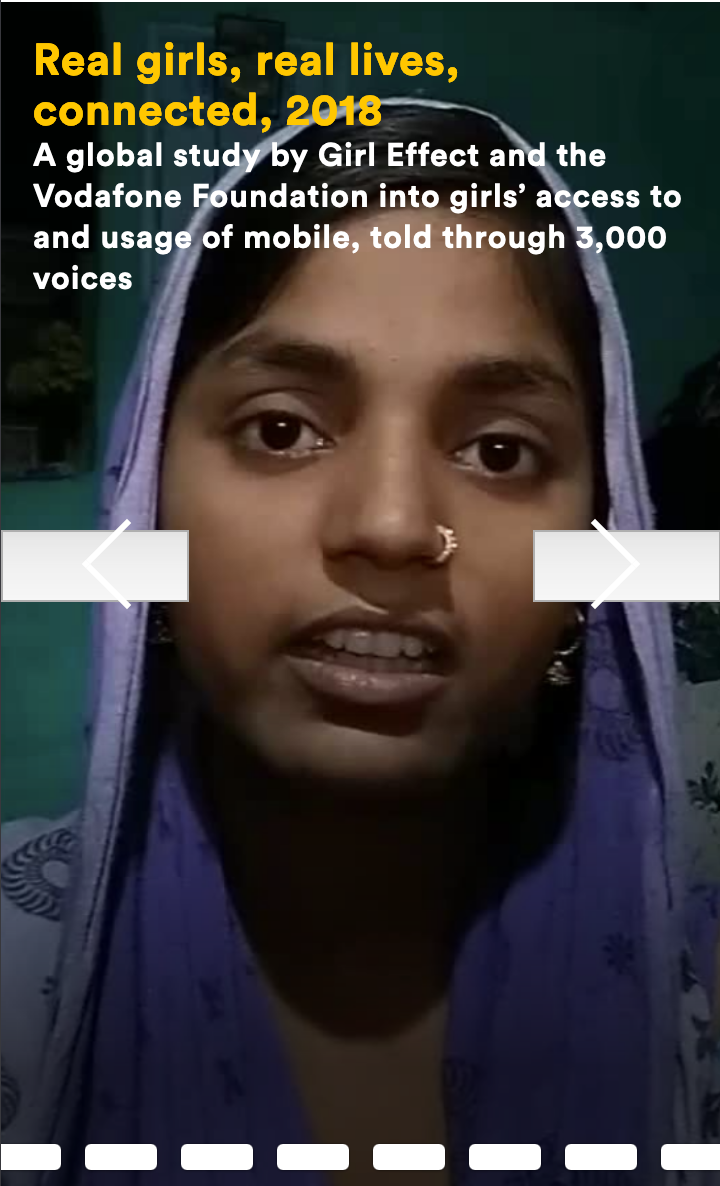 Real girls, real lives,
connected, 2018
A global study by Girl Effect and the
Vodafone Foundation into girls’ access to
and usage of mobile, told through 3,000
voices